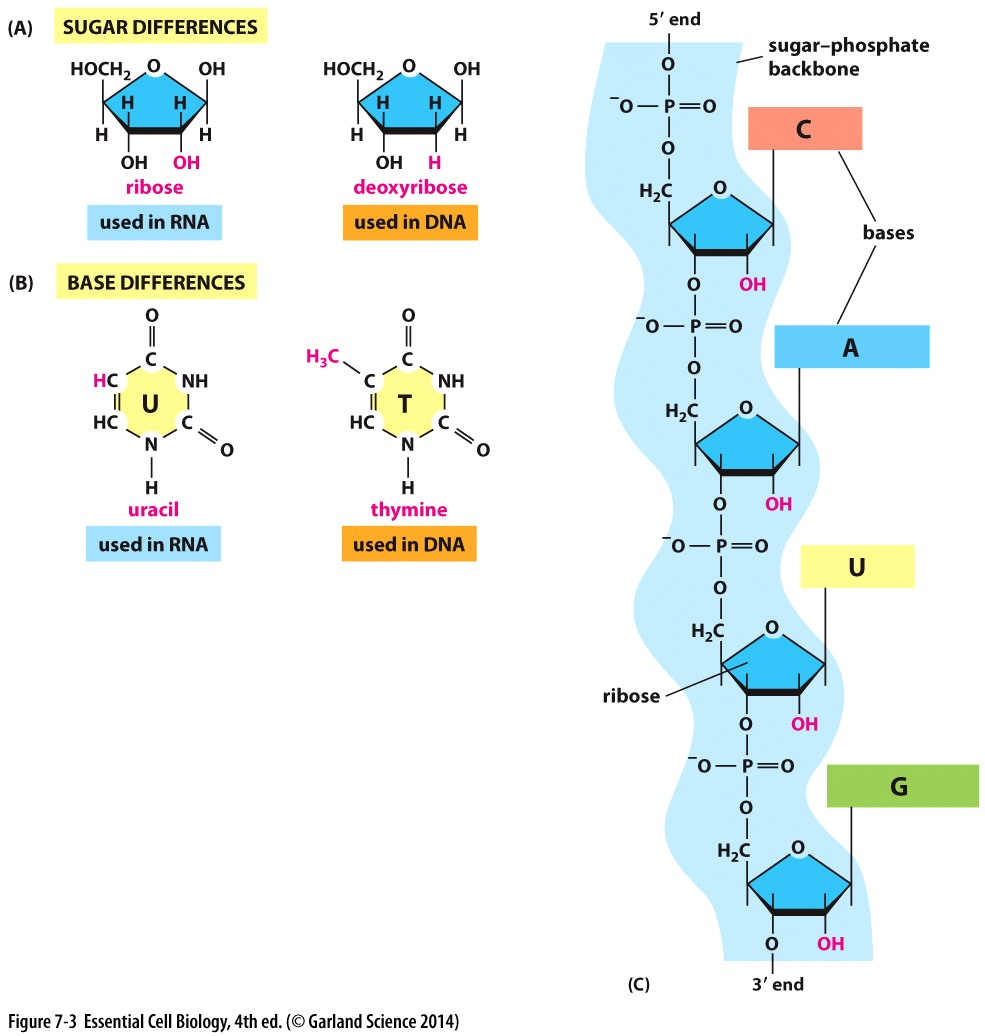 (A) SUGAR DIFFERENCES
HOCH₂ O OH
H H
H H
OH OH
ribose
used in RNA
HOCH₂ O OH
H H
H H
OH H
deoxyribose
used in DNA
(B) BASE DIFFERENCES
O
C
HC NH
U
HC C
N O
H
uracil
used in RNA
O
H₃C C
C NH
T
HC C
N O
H
thymine
used in DNA
5′ end
sugar–phosphate
backbone
O
⁻O P O
O
C
H₂C O
bases
O OH
⁻O P O
O
A
H₂C O
O OH
⁻O P O
O
U
H₂C O
ribose
O OH
⁻O P O
O
G
H₂C O
O OH
(C) 3′ end
Figure 7-3 Essential Cell Biology, 4th ed. (© Garland Science 2014)